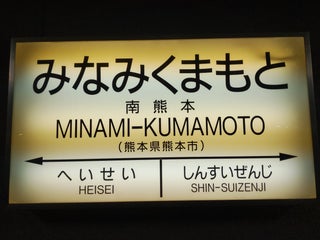 みなみくまもと
南熊本
MINAMI-KUMAMOTO
(熊本県熊本市)
へいせい しんすいぜんじ
HEISEI SHIN-SUIZENJI